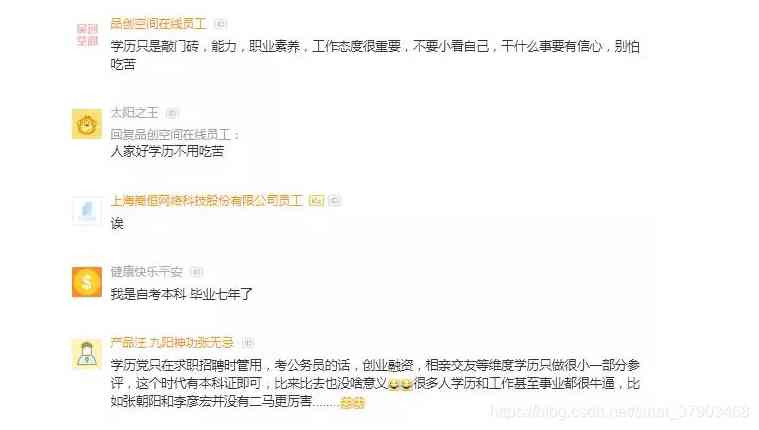 品创空间在线员工
学历只是敲门砖，能力，职业素养，工作态度很重要，不要小看自己，干什么事要有信心，别怕
吃苦
太阳之王
回复品创空间在线员工：
人家好学历不用吃苦
网络科技股份有限公司员工
诶
健康快乐平安
我是自考本科 毕业七年了
产品汪.九阳神功张无忌
学历党只在求职招聘时管用，考公务员的话，创业融资，相亲交友等维度学历只做很小一部分参
评，这个时代有本科证即可，比来比去也没啥意义😂😂很多人学历和工作甚至事业都很牛逼，比
如张朝阳和李彦宏并没有二马更厉害........😂😂
https://blog.csdn.net/sinat_37903468